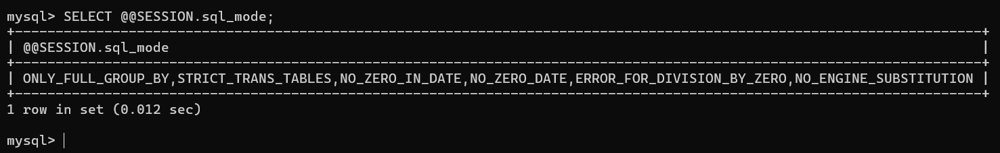 mysql> SELECT @@SESSION.sql_mode;
+-----------------------------------------------------------------------------------------------------------------------+
| @@SESSION.sql_mode                                                                                                    |
+-----------------------------------------------------------------------------------------------------------------------+
| ONLY_FULL_GROUP_BY,STRICT_TRANS_TABLES,NO_ZERO_IN_DATE,NO_ZERO_DATE,ERROR_FOR_DIVISION_BY_ZERO,NO_ENGINE_SUBSTITUTION |
+-----------------------------------------------------------------------------------------------------------------------+
1 row in set (0.012 sec)
mysql>